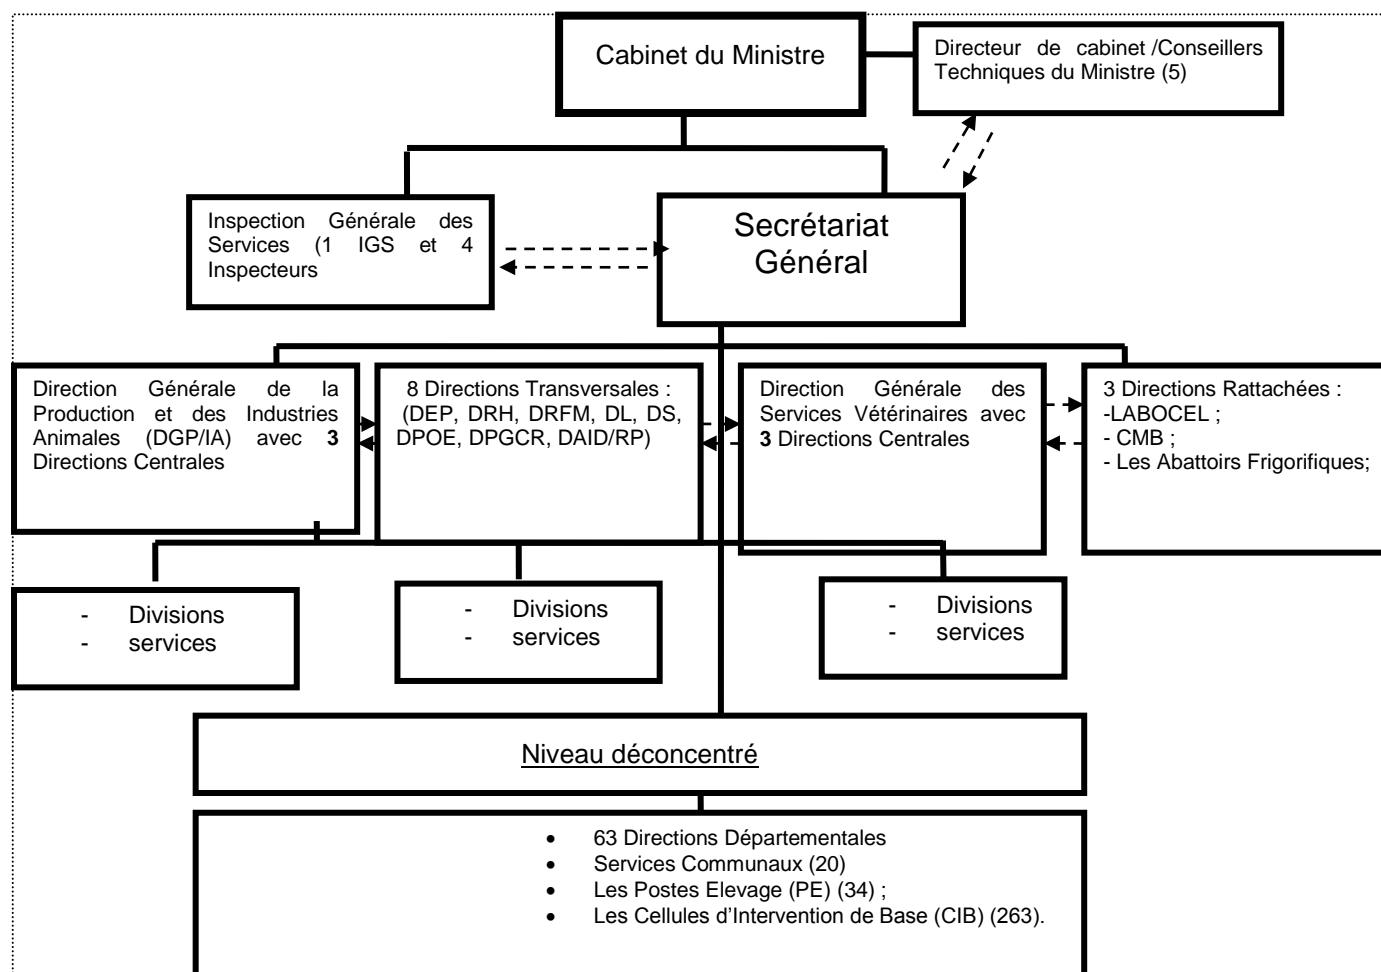 Cabinet du Ministre
Directeur de cabinet /Conseillers
Techniques du Ministre (5)
Inspection Générale des
Services (1 IGS et 4
Inspecteurs
Secrétariat
Général
Direction Générale de la
Production et des Industries
Animales (DGP/IA) avec 3
Directions Centrales
8 Directions Transversales :
(DEP, DRH, DRFM, DL, DS,
DPOE, DPGCR, DAID/RP)
Direction Générale des
Services Vétérinaires avec
3 Directions Centrales
3 Directions Rattachées :
-LABOCEL ;
- CMB ;
- Les Abattoirs Frigorifiques;
- Divisions
- services
- Divisions
- services
- Divisions
- services
Niveau déconcentré
• 63 Directions Départementales
• Services Communaux (20)
• Les Postes Elevage (PE) (34) ;
• Les Cellules d’Intervention de Base (CIB) (263).